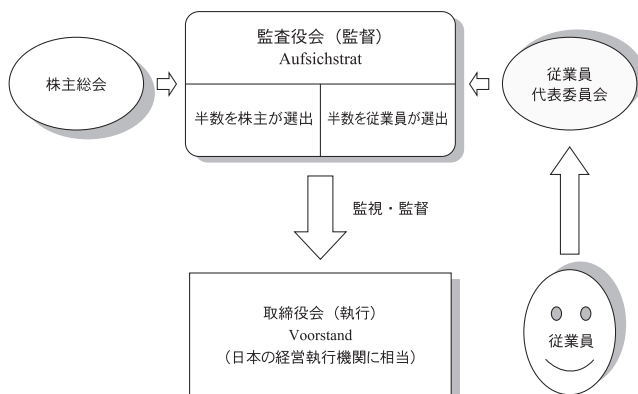 監査役会（監督）
Aufsichstrat
株主総会
従業員
代表委員会
半数を株主が選出
半数を従業員が選出
監視・監督
取締役会（執行）
Voorstand
（日本の経営執行機関に相当）
従業員